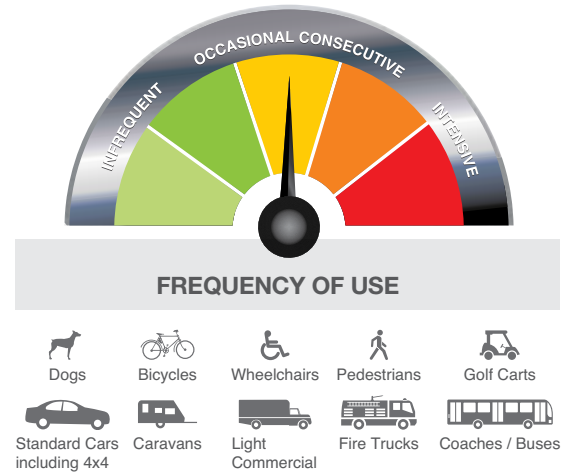 INFREQUENT
OCCASIONAL CONSECUTIVE
INTENSIVE
FREQUENCY OF USE
Dogs
Bicycles
Wheelchairs
Pedestrians
Golf Carts
Standard Cars
including 4x4
Caravans
Light
Commercial
Fire Trucks
Coaches / Buses